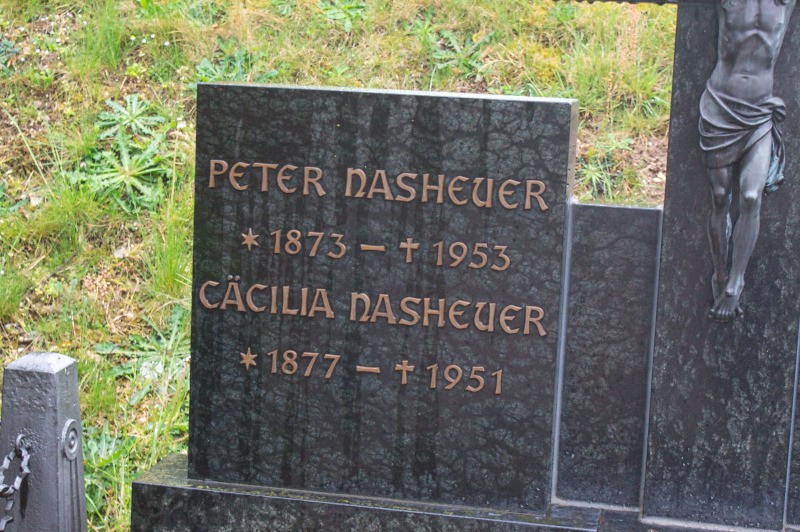 PETER NASHEUER
* 1873 – † 1953
CÄCILIA NASHEUER
* 1877 – † 1951